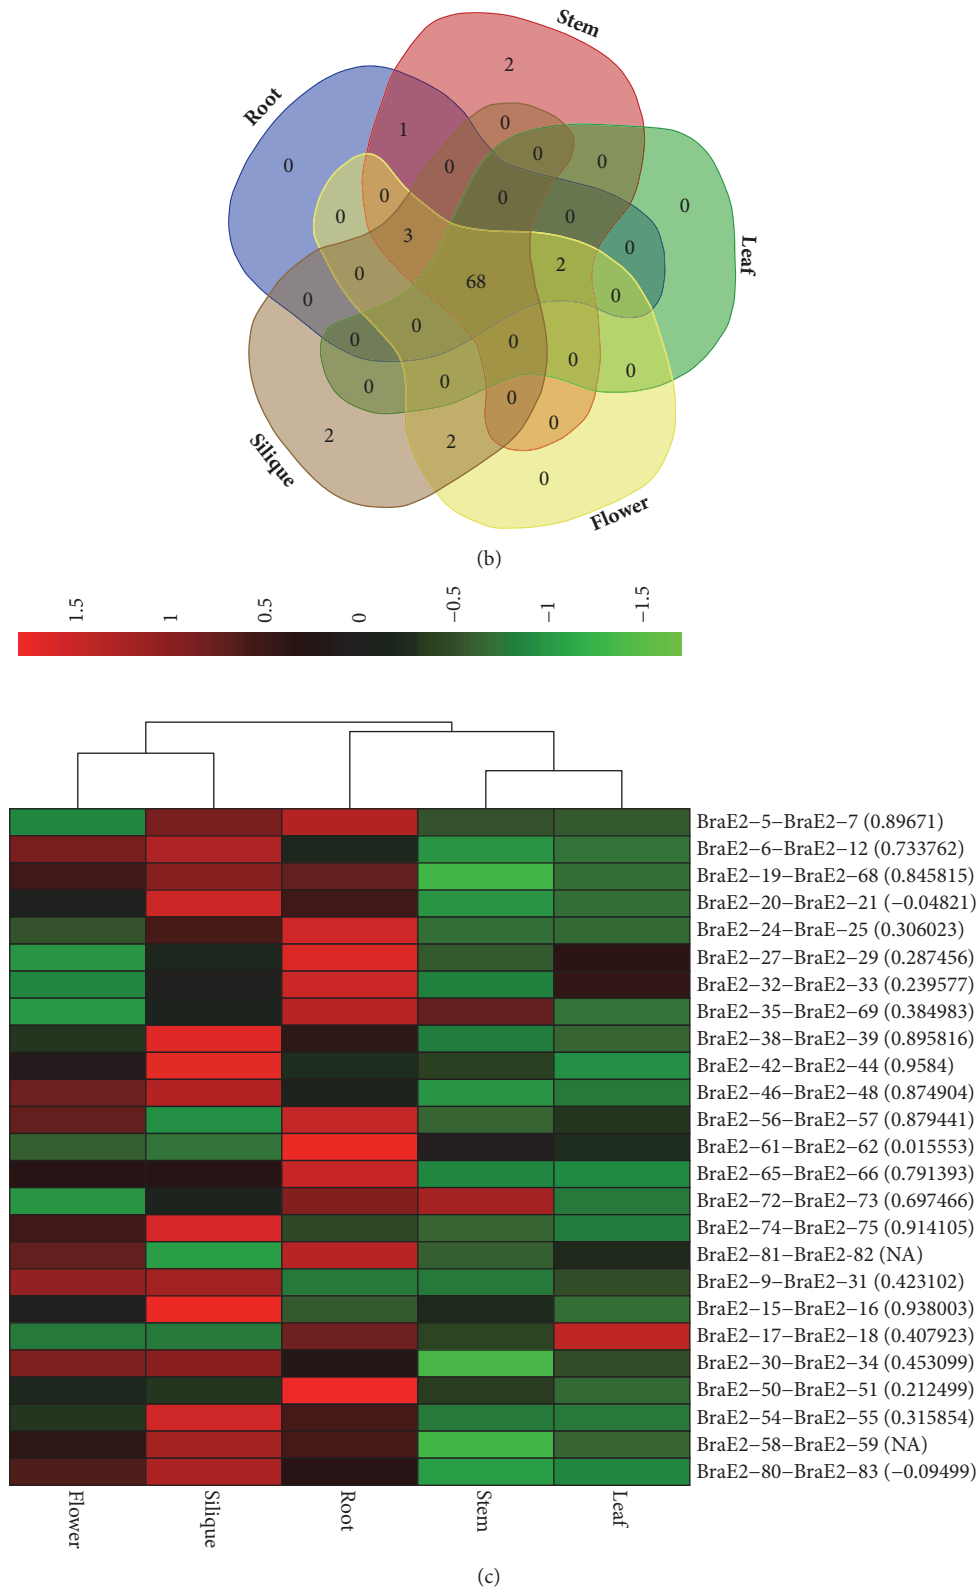 Stem
2
Root
0
1
0
0
0
0
0
0
0
0
0
0
Leaf
3
0
2
0
68
0
0
0
0
0
0
0
0
0
0
0
2
2
0
0
Silique
Flower
(b)
1.5
1
0.5
0
−0.5
−1
−1.5
BraE2−5−BraE2−7 (0.89671)
BraE2−6−BraE2−12 (0.733762)
BraE2−19−BraE2−68 (0.845815)
BraE2−20−BraE2−21 (−0.04821)
BraE2−24−BraE−25 (0.306023)
BraE2−27−BraE2−29 (0.287456)
BraE2−32−BraE2−33 (0.239577)
BraE2−35−BraE2−69 (0.384983)
BraE2−38−BraE2−39 (0.895816)
BraE2−42−BraE2−44 (0.9584)
BraE2−46−BraE2−48 (0.874904)
BraE2−56−BraE2−57 (0.879441)
BraE2−61−BraE2−62 (0.015553)
BraE2−65−BraE2−66 (0.791393)
BraE2−72−BraE2−73 (0.697466)
BraE2−74−BraE2−75 (0.914105)
BraE2−81−BraE2-82 (NA)
BraE2−9−BraE2−31 (0.423102)
BraE2−15−BraE2−16 (0.938003)
BraE2−17−BraE2−18 (0.407923)
BraE2−30−BraE2−34 (0.453099)
BraE2−50−BraE2−51 (0.212499)
BraE2−54−BraE2−55 (0.315854)
BraE2−58−BraE2−59 (NA)
BraE2−80−BraE2−83 (−0.09499)
Flower
Silique
Root
Stem
Leaf
(c)